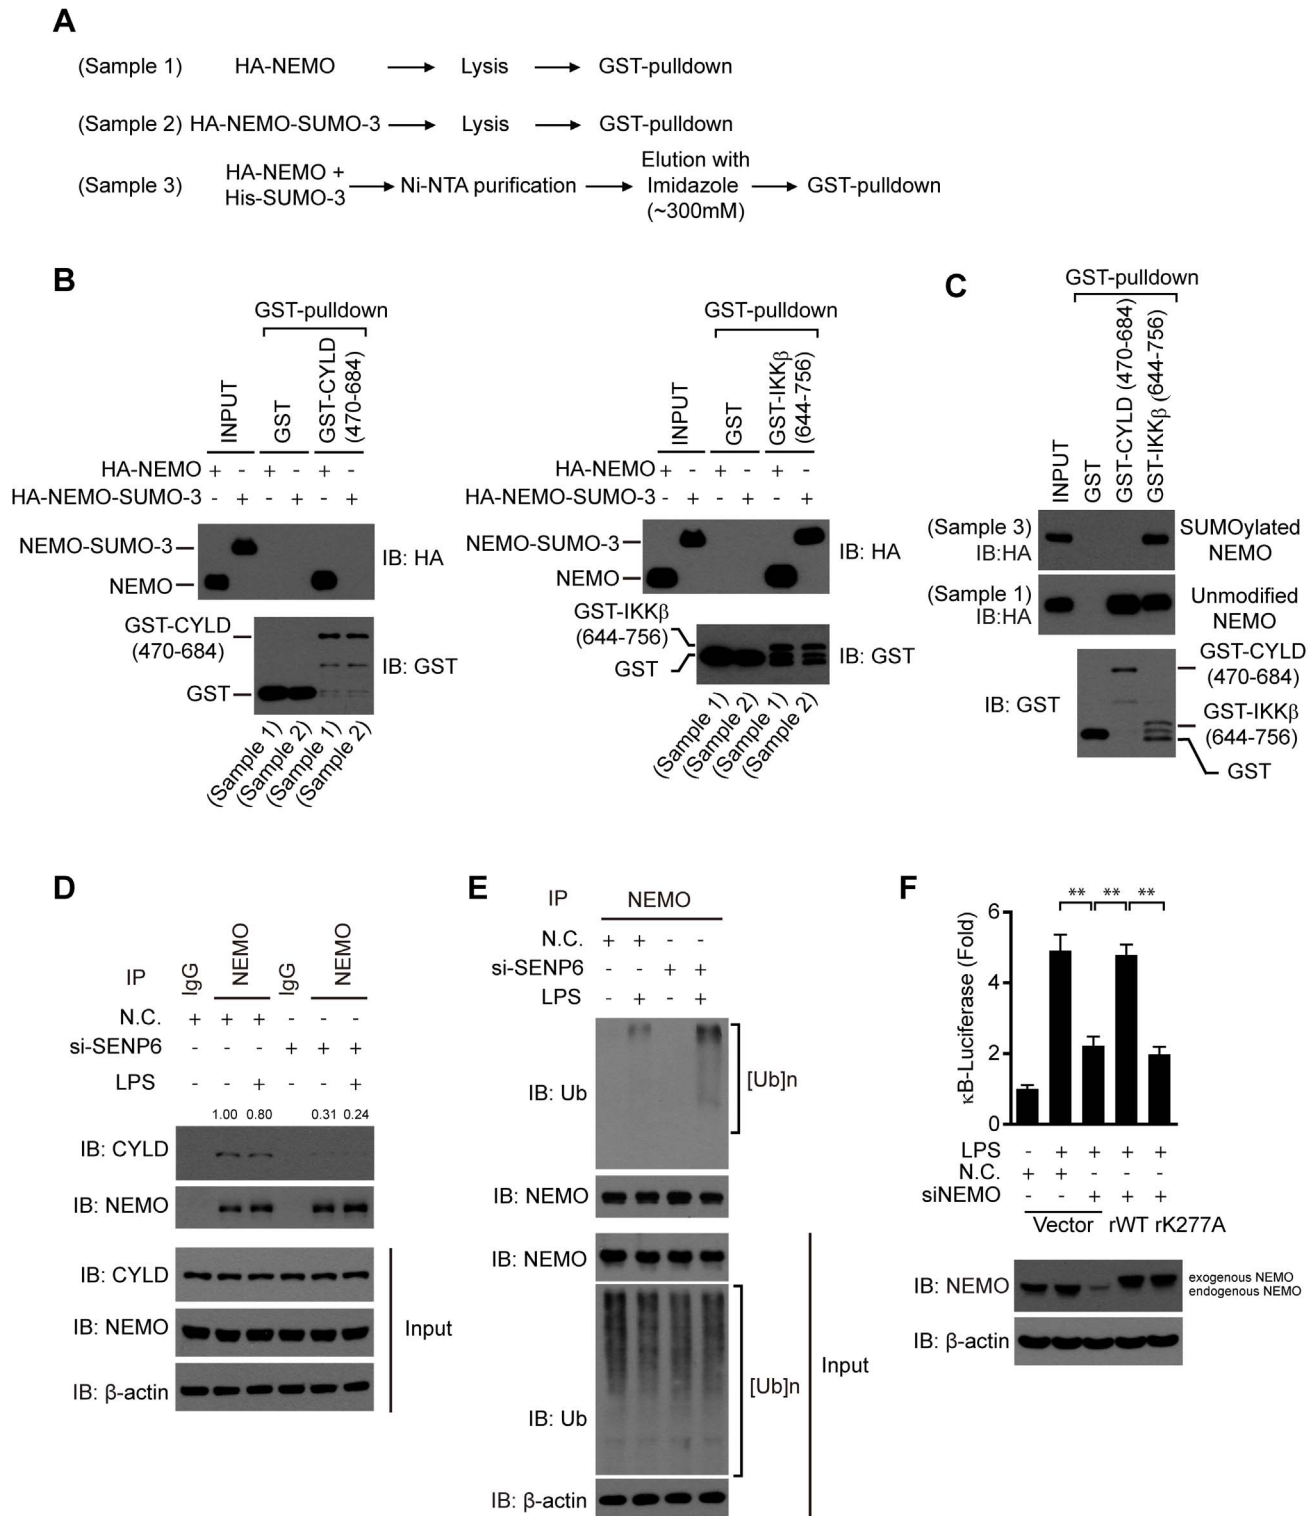 A
(Sample 1) HA-NEMO Lysis GST-pulldown
(Sample 2) HA-NEMO-SUMO-3 Lysis GST-pulldown
(Sample 3) HA-NEMO + His-SUMO-3 Ni-NTA purification Elution with Imidazole (~300mM) GST-pulldown
B
GST-pulldown
INPUT
GST
GST-CYLD
(470-684)
HA-NEMO + - + - + -
HA-NEMO-SUMO-3 - + - + - +
NEMO-SUMO-3
NEMO
IB: HA
GST-CYLD
(470-684)
GST
IB: GST
(Sample 1)
(Sample 2)
(Sample 1)
(Sample 2)
GST-pulldown
INPUT
GST
GST-IKKβ
(644-756)
HA-NEMO + - + - + -
HA-NEMO-SUMO-3 - + - + - +
NEMO-SUMO-3
NEMO
IB: HA
GST-IKKβ
(644-756)
GST
IB: GST
(Sample 1)
(Sample 2)
(Sample 1)
(Sample 2)
C
GST-pulldown
INPUT
GST
GST-CYLD (470-684)
GST-IKKβ (644-756)
(Sample 3)
IB:HA
SUMOylated
NEMO
(Sample 1)
IB:HA
Unmodified
NEMO
IB: GST
GST-CYLD
(470-684)
GST-IKKβ
(644-756)
GST
D
IP IgG NEMO IgG NEMO
N.C. + + + - - -
si-SENP6 - - - + + +
LPS - - + - - +
1.00 0.80 0.31 0.24
IB: CYLD
IB: NEMO
IB: CYLD
IB: NEMO
IB: β-actin
Input
E
IP NEMO
N.C. + + - -
si-SENP6 - - + +
LPS - + - +
IB: Ub
[Ub]n
IB: NEMO
IB: NEMO
IB: Ub
[Ub]n
IB: β-actin
Input
F
** ** **
κB-Luciferase (Fold)
6
4
2
0
LPS - + + + +
N.C. + + - - -
siNEMO - - + + +
Vector rWT rK277A
IB: NEMO
exogenous NEMO
endogenous NEMO
IB: β-actin